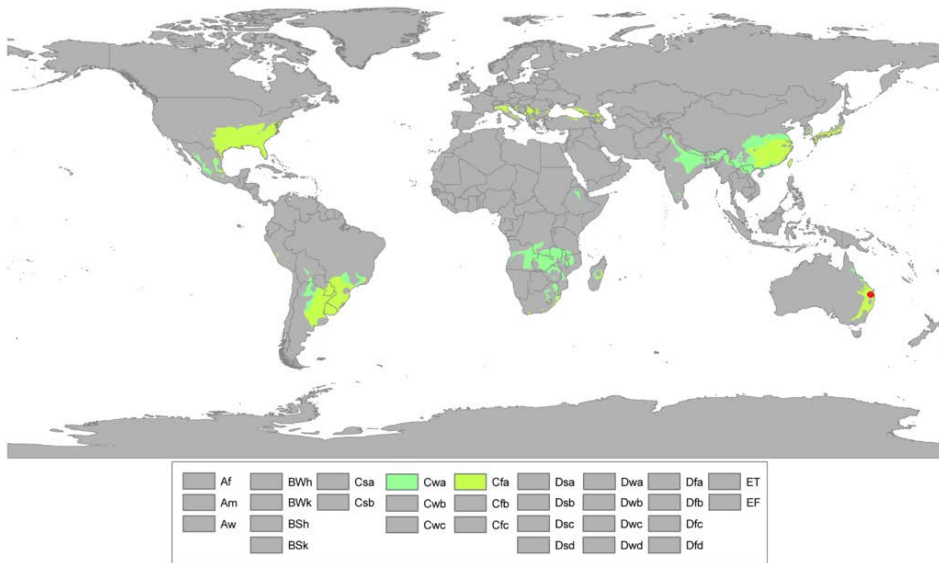 Af BWh Csa Cwa Cfa Dsa Dwa Dfa ET
Am BWk Csb Cwb Cfb Dsb Dwb Dfb EF
Aw BSh Cwc Cfc Dsc Dwc Dfc
BSk Dsd Dwd Dfd